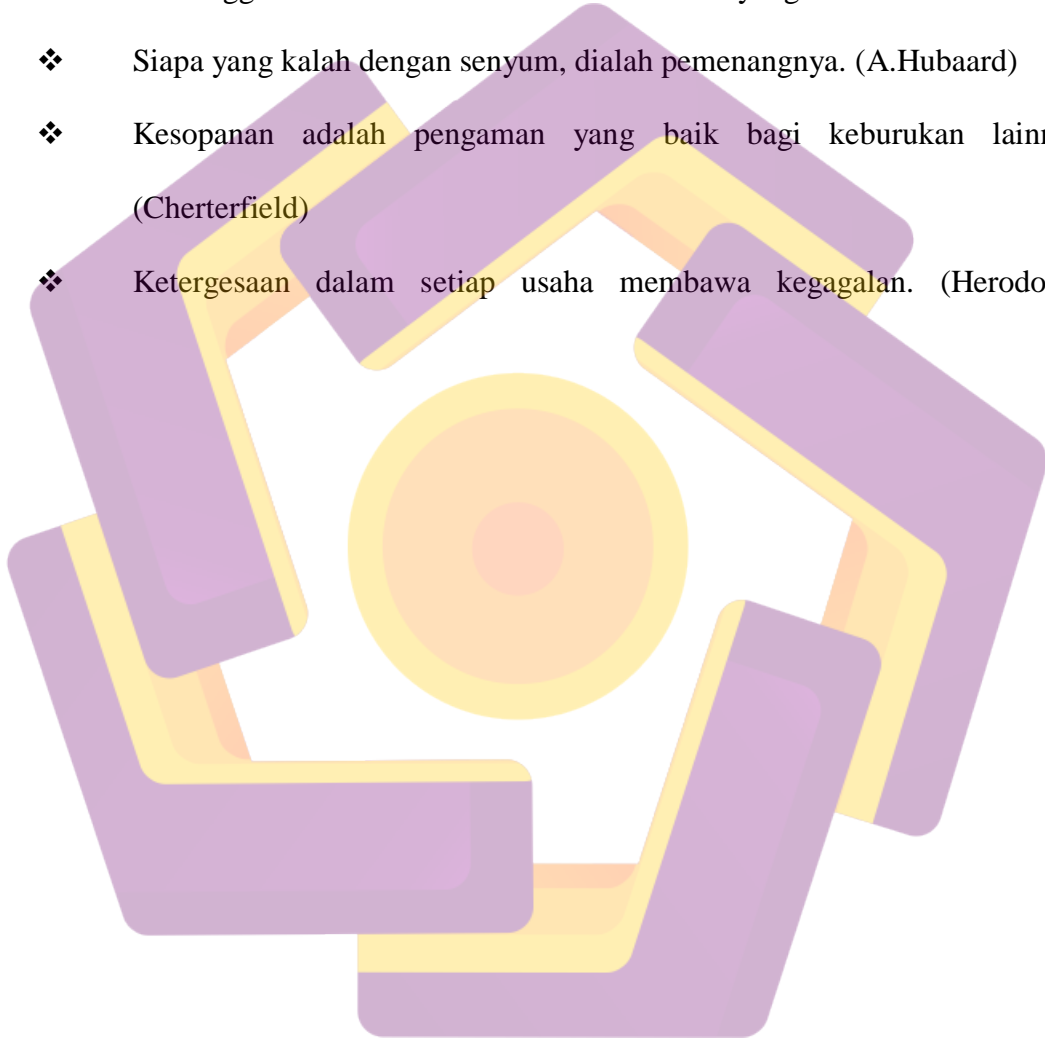 ❖ Siapa yang kalah dengan senyum, dialah pemenangnya. (A.Hubaard)
❖ Kesopanan adalah pengaman yang baik bagi keburukan
(Cherterfield)
❖ Ketergesaan dalam setiap usaha membawa kegagalan.